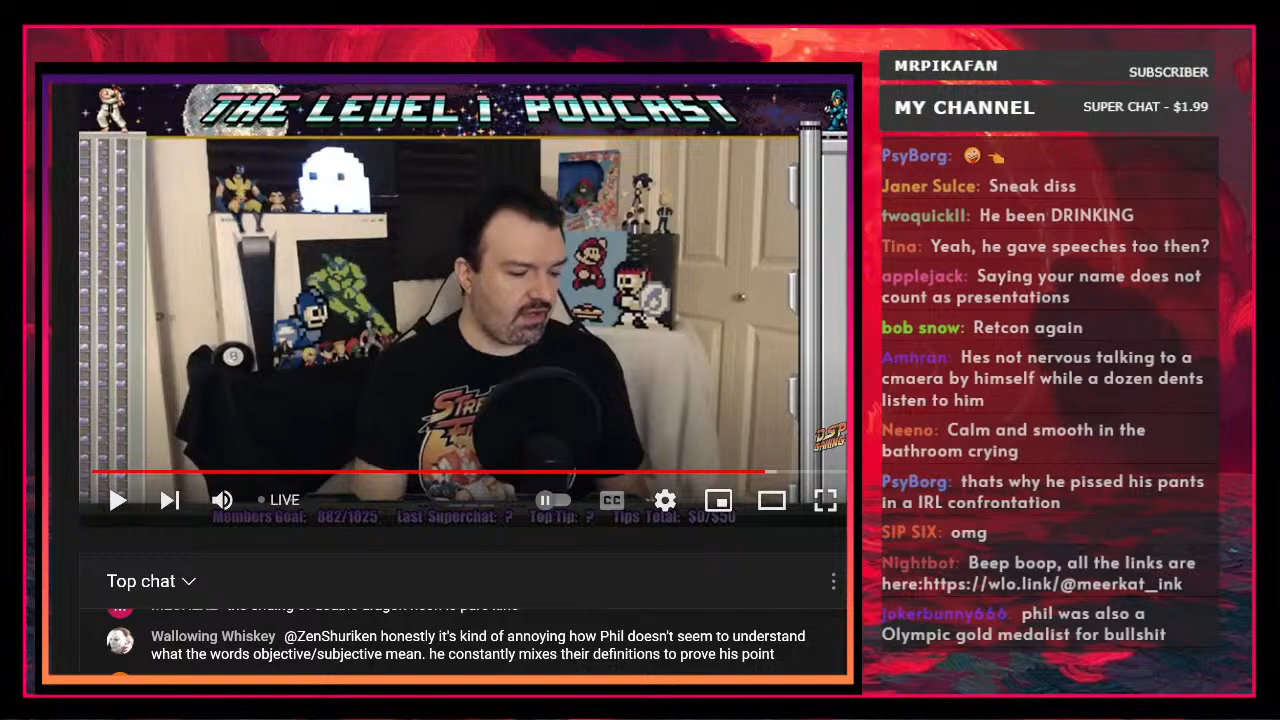 THE LEVEL 1 PODCAST
LIVE
CC
Members Goal: 882/1025 Last Superchat: ? Top Tip: ? Tips Total: $0/$50
DSP
GAMING
Top chat
Wallowing Whiskey @ZenShuriken honestly it's kind of annoying how Phil doesn't seem to understand
what the words objective/subjective mean. he constantly mixes their definitions to prove his point
MRPIKAFAN SUBSCRIBER
MY CHANNEL SUPER CHAT - $1.99
PsyBorg: 🤪 👈
Janer Sulce: Sneak diss
twoquickII: He been DRINKING
Tina: Yeah, he gave speeches too then?
applejack: Saying your name does not
count as presentations
bob snow: Retcon again
Amhran: Hes not nervous talking to a
cmaera by himself while a dozen dents
listen to him
Neeno: Calm and smooth in the
bathroom crying
PsyBorg: thats why he pissed his pants
in a IRL confrontation
SIP SIX: omg
Nightbot: Beep boop, all the links are
here:https://wlo.link/@meerkat_ink
jokerbunny666: phil was also a
Olympic gold medalist for bullshit